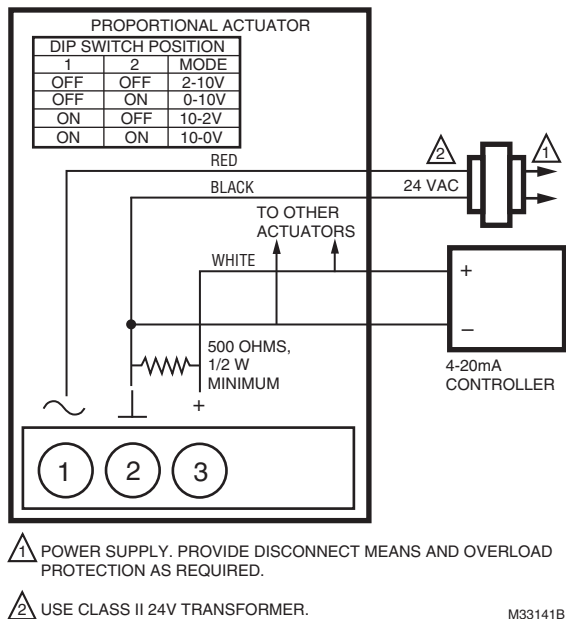 PROPORTIONAL ACTUATOR
DIP SWITCH POSITION
1 2 MODE
OFF OFF 2-10V
OFF ON 0-10V
ON OFF 10-2V
ON ON 10-0V
RED
2
1
BLACK
24 VAC
TO OTHER
ACTUATORS
WHITE
+
–
500 OHMS,
1/2 W
MINIMUM
+
4-20mA
CONTROLLER
1 2 3
1 POWER SUPPLY. PROVIDE DISCONNECT MEANS AND OVERLOAD
PROTECTION AS REQUIRED.
2 USE CLASS II 24V TRANSFORMER.
M33141B